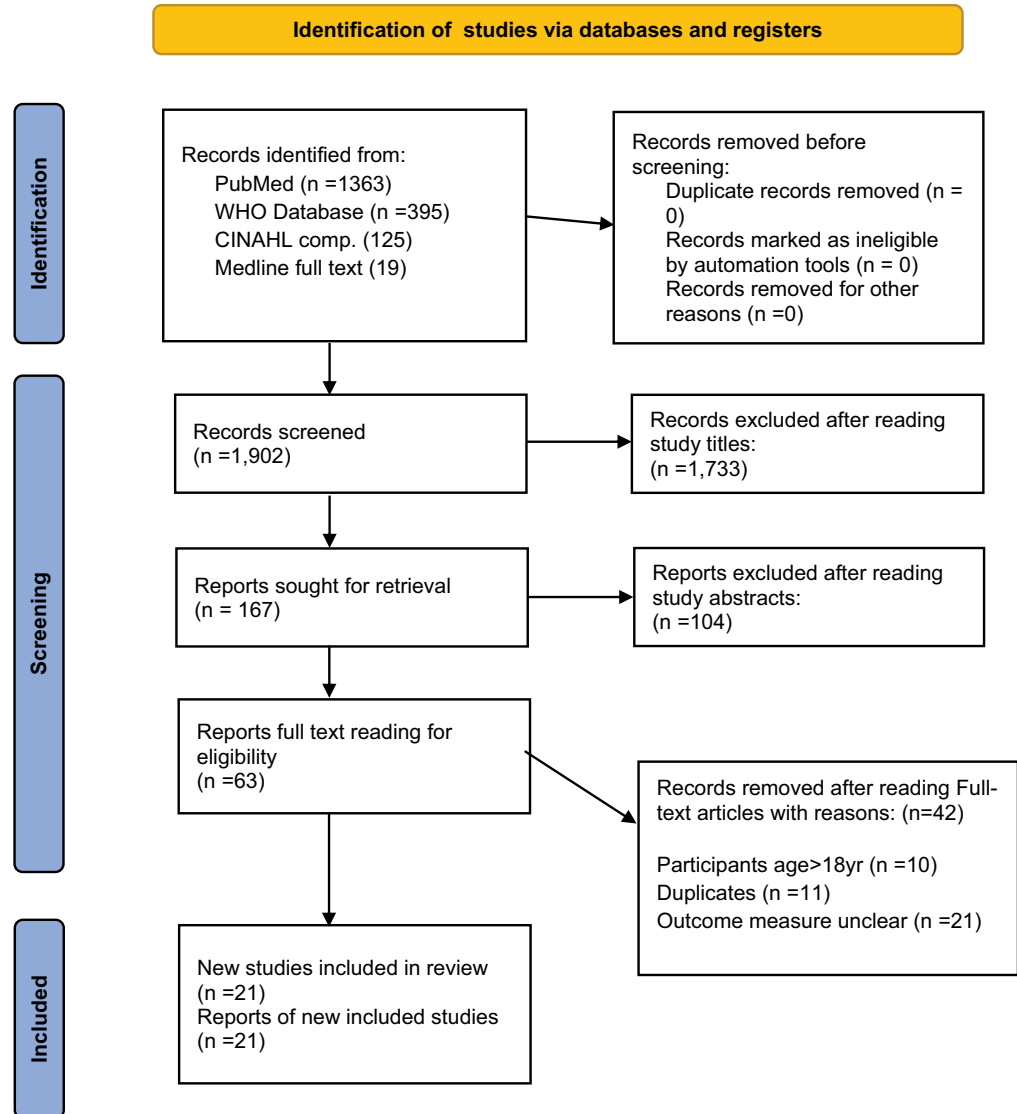 Identification of studies via databases and registers
Identification
Records identified from:
PubMed (n =1363)
WHO Database (n =395)
CINAHL comp. (125)
Medline full text (19)
Records removed before
screening:
Duplicate records removed (n =
0)
Records marked as ineligible
by automation tools (n = 0)
Records removed for other
reasons (n =0)
Screening
Records screened
(n =1,902)
Records excluded after reading
study titles:
(n =1,733)
Reports sought for retrieval
(n = 167)
Reports excluded after reading
study abstracts:
(n =104)
Reports full text reading for
eligibility
(n =63)
Records removed after reading Full-
text articles with reasons: (n=42)
Participants age>18yr (n =10)
Duplicates (n =11)
Outcome measure unclear (n =21)
Included
New studies included in review
(n =21)
Reports of new included studies
(n =21)